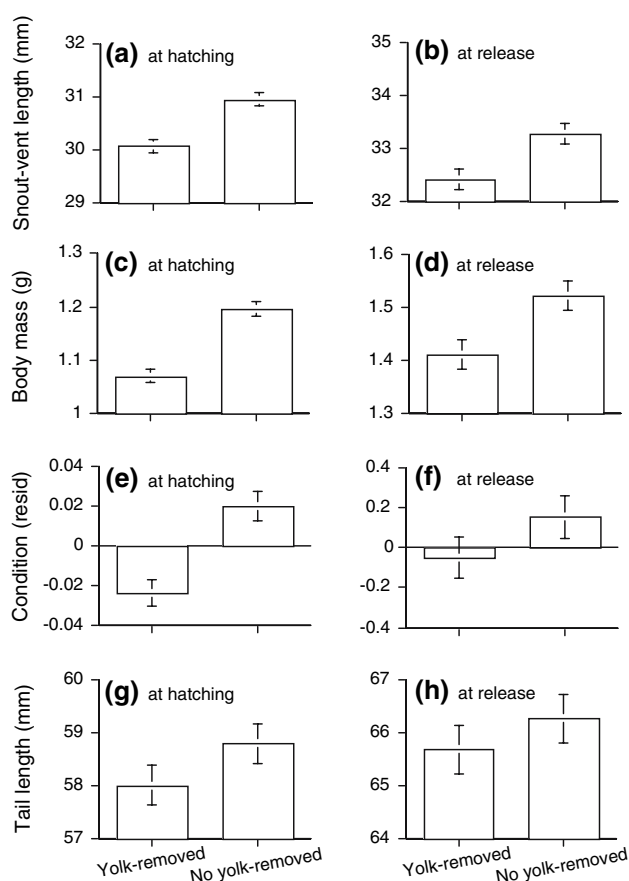 Snout-vent length (mm)
32
31
30
29
(a) at hatching
35
34
33
32
(b) at release
Body mass (g)
1.3
1.2
1.1
1
(c) at hatching
1.6
1.5
1.4
1.3
(d) at release
Condition (resid)
0.04
0.02
0
-0.02
-0.04
(e) at hatching
0.4
0.2
0
-0.2
-0.4
(f) at release
Tail length (mm)
60
59
58
57
(g) at hatching
67
66
65
64
(h) at release
Yolk-removed
No yolk-removed
Yolk-removed
No yolk-removed